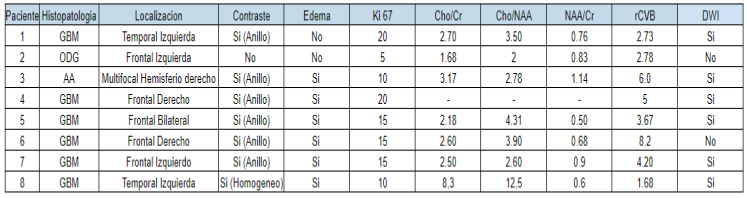 Paciente Histopatologia Localizacion Contraste Edema Ki 67 Cho/Cr Cho/NAA NAA/Cr rCVB DWI
1 GBM Temporal Izquierda Si (Anillo) No 20 2.70 3.50 0.76 2.73 Si
2 ODG Frontal Izquierda No No 5 1.68 2 0.83 2.78 No
3 AA Multifocal Hemisferio derecho Si (Anillo) Si 10 3.17 2.78 1.14 6.0 Si
4 GBM Frontal Derecho Si (Anillo) Si 20 - - - 5 Si
5 GBM Frontal Bilateral Si (Anillo) Si 15 2.18 4.31 0.50 3.67 Si
6 GBM Frontal Derecho Si (Anillo) Si 15 2.60 3.90 0.68 8.2 No
7 GBM Frontal Izquierdo Si (Anillo) Si 15 2.50 2.60 0.9 4.20 Si
8 GBM Temporal Izquierda Si (Homogeneo) Si 10 8,3 12,5 0.6 1.68 Si